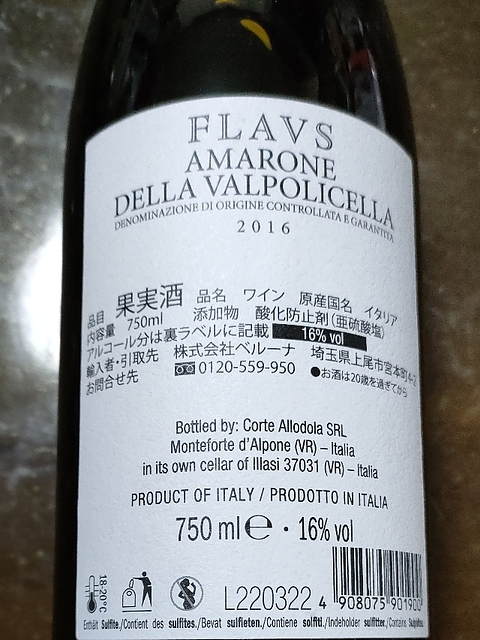 FLAVS
AMARONE
DELLA VALPOLICELLA
DENOMINAZIONE DI ORIGINE CONTROLLATA E GARANTITA
2016
品目 果実酒 品名 ワイン 原産国名 イタリア
内容量 750ml 添加物 酸化防止剤(亜硫酸塩)
アルコール分は裏ラベルに記載 16% vol
輸入者・引取先 株式会社ベルーナ 埼玉県上尾市宮本町4-2
お問合せ先 0120-559-950 ●お酒は20歳を過ぎてから
Bottled by: Corte Allodola SRL
Monteforte d'Alpone (VR) – Italia
in its own cellar of Illasi 37031 (VR) – Italia
PRODUCT OF ITALY / PRODOTTO IN ITALIA
750 ml e · 16% vol
18-20°C
L220322
4 908075 901900
Enthält Sulfite./Contient des sulfites./Bevat sulfieten./Contiene solfiti./Indeholder sulfitter./Contains